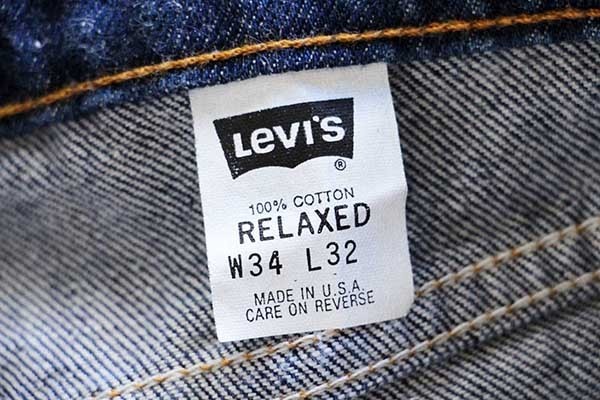 LEVI'S
®
100% COTTON
RELAXED
W34 L32
MADE IN U.S.A.
CARE ON REVERSE